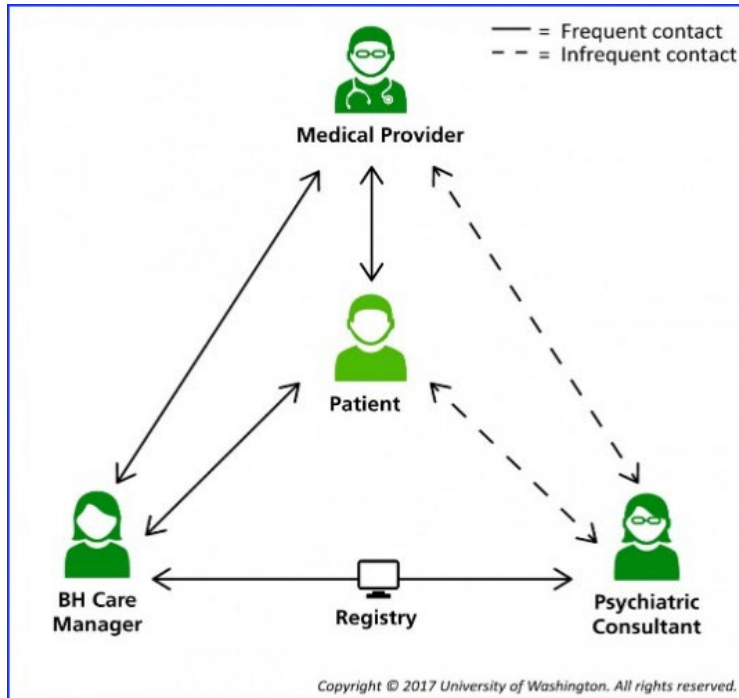 = Frequent contact
= Infrequent contact
Medical Provider
Patient
BH Care
Manager
Registry
Psychiatric
Consultant
Copyright © 2017 University of Washington. All rights reserved.